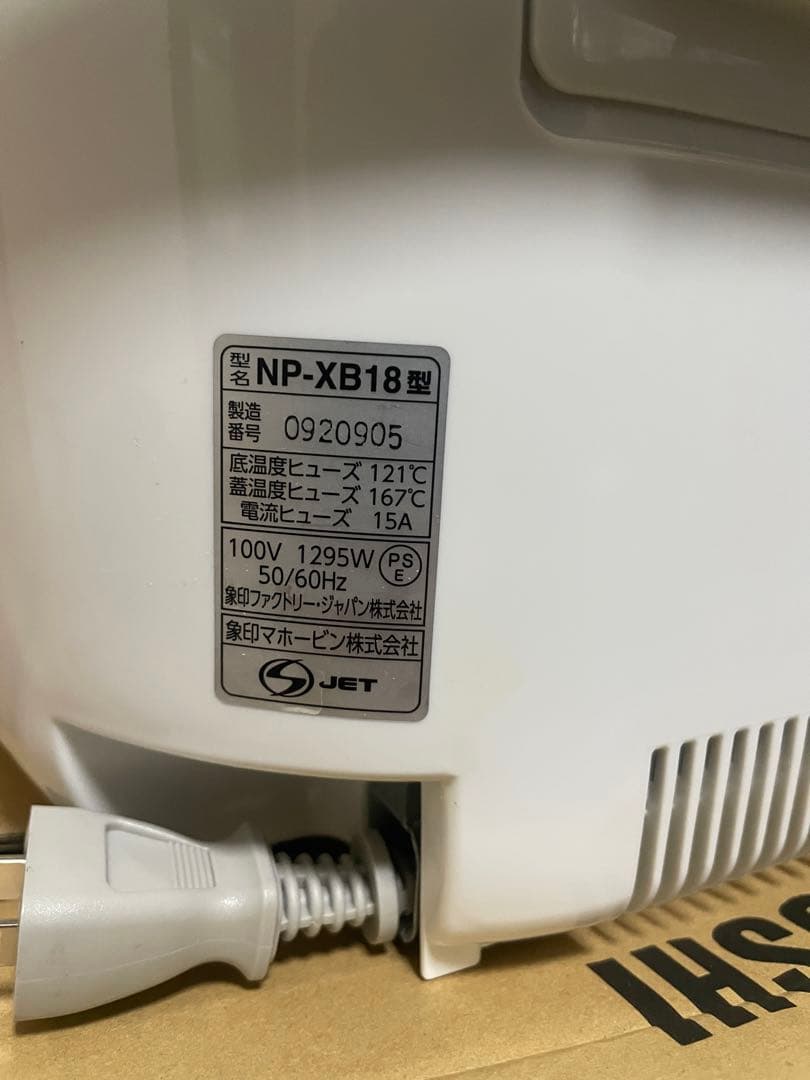 型名 NP-XB18型
製造番号 0920905
底温度ヒューズ 121℃
蓋温度ヒューズ 167℃
電流ヒューズ 15A
100V 1295W PSE
50/60Hz
象印ファクトリー・ジャパン株式会社
象印マホービン株式会社
S JET